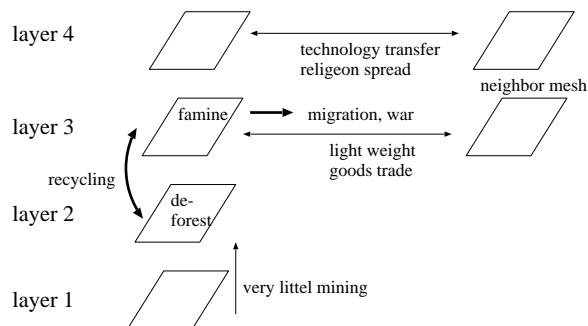 layer 4
technology transfer
religeon spread
neighbor mesh
layer 3
famine
migration, war
light weight
goods trade
recycling
layer 2
de-
forest
layer 1
very littel mining